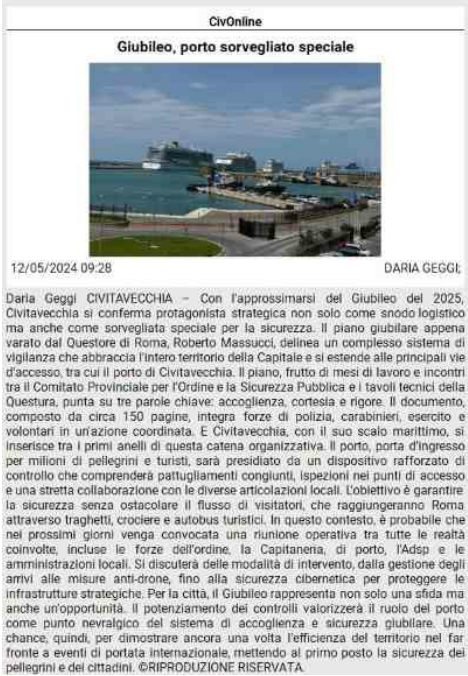 CivOnline
Giubileo, porto sorvegliato speciale
12/05/2024 09:28 DARIA GEGGI;
Daria Geggi CIVITAVECCHIA – Con l'approssimarsi del Giubileo del 2025,
Civitavecchia si conferma protagonista strategica non solo come snodo logistico
ma anche come sorvegliata speciale per la sicurezza. Il piano giubilare appena
varato dal Questore di Roma, Roberto Massucci, delinea un complesso sistema di
vigilanza che abbraccia l'intero territorio della Capitale e si estende alle principali vie
d'accesso, tra cui il porto di Civitavecchia. Il piano, frutto di mesi di lavoro e incontri
tra il Comitato Provinciale per l'Ordine e la Sicurezza Pubblica e i tavoli tecnici della
Questura, punta su tre parole chiave: accoglienza, cortesia e rigore. Il documento,
composto da circa 150 pagine, integra forze di polizia, carabinieri, esercito e
volontari in un'azione coordinata. E Civitavecchia, con il suo scalo marittimo, si
inserisce tra i primi anelli di questa catena organizzativa. Il porto, porta d'ingresso
per milioni di pellegrini e turisti, sarà presidiato da un dispositivo rafforzato di
controllo che comprenderà pattugliamenti congiunti, ispezioni nei punti di accesso
e una stretta collaborazione con le diverse articolazioni locali. L'obiettivo è garantire
la sicurezza senza ostacolare il flusso di visitatori, che raggiungeranno Roma
attraverso traghetti, crociere e autobus turistici. In questo contesto, è probabile che
nei prossimi giorni venga convocata una riunione operativa tra tutte le realtà
coinvolte, incluse le forze dell'ordine, la Capitaneria, di porto, l'Adsp e le
amministrazioni locali. Si discuterà delle modalità di intervento, dalla gestione degli
arrivi alle misure anti-drone, fino alla sicurezza cibernetica per proteggere le
infrastrutture strategiche. Per la città, il Giubileo rappresenta non solo una sfida ma
anche un'opportunità. Il potenziamento dei controlli valorizzerà il ruolo del porto
come punto nevralgico del sistema di accoglienza e sicurezza giubilare. Una
chance, quindi, per dimostrare ancora una volta l'efficienza del territorio nel far
fronte a eventi di portata internazionale, mettendo al primo posto la sicurezza dei
pellegrini e dei cittadini. ©RIPRODUZIONE RISERVATA